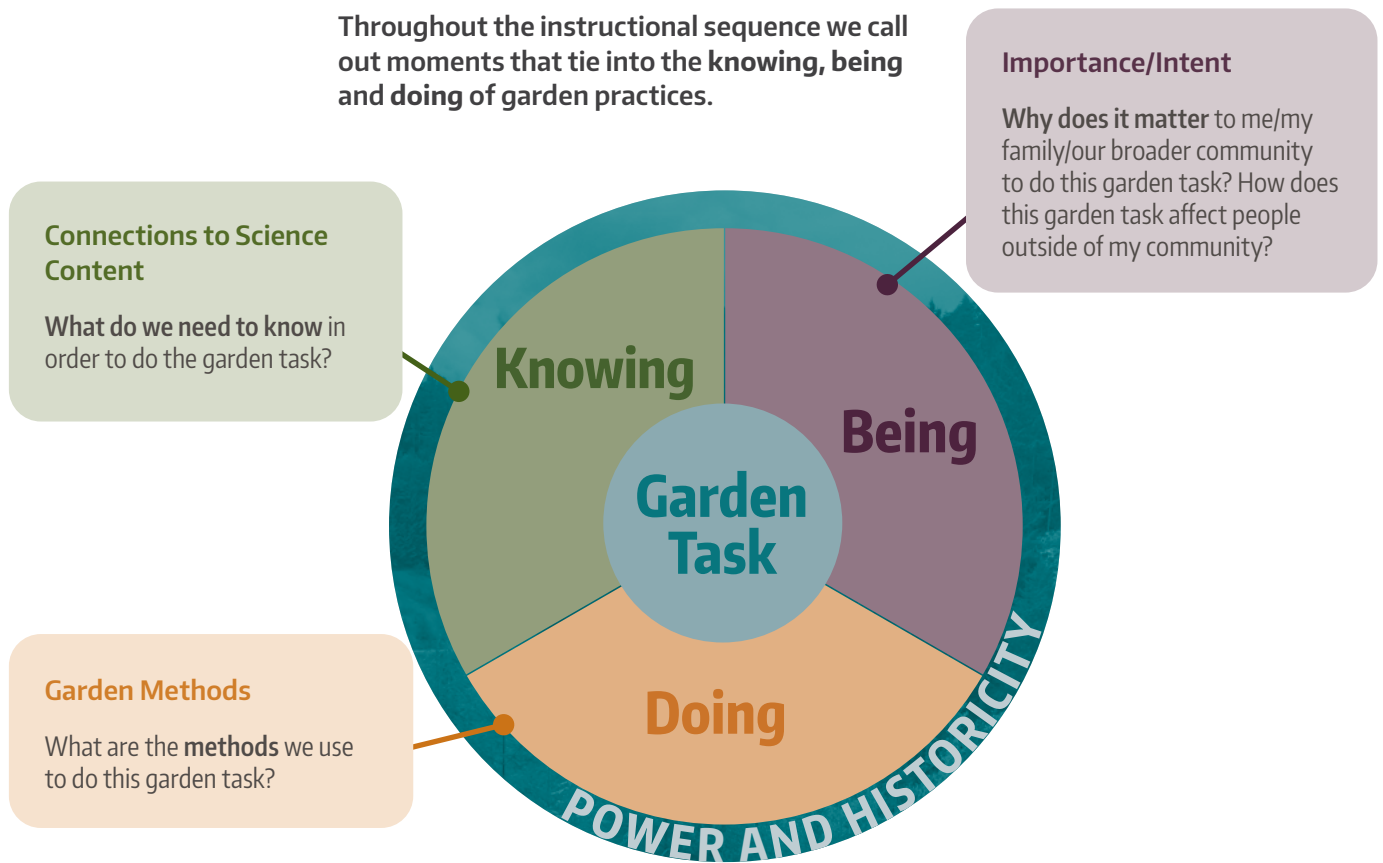 Throughout the instructional sequence we call
out moments that tie into the knowing, being
and doing of garden practices.
Importance/Intent
Why does it matter to me/my
family/our broader community
to do this garden task? How does
this garden task affect people
outside of my community?
Connections to Science
Content
What do we need to know in
order to do the garden task?
Knowing
Being
Garden
Task
Garden Methods
What are the methods we use
to do this garden task?
Doing
POWER AND HISTORICITY